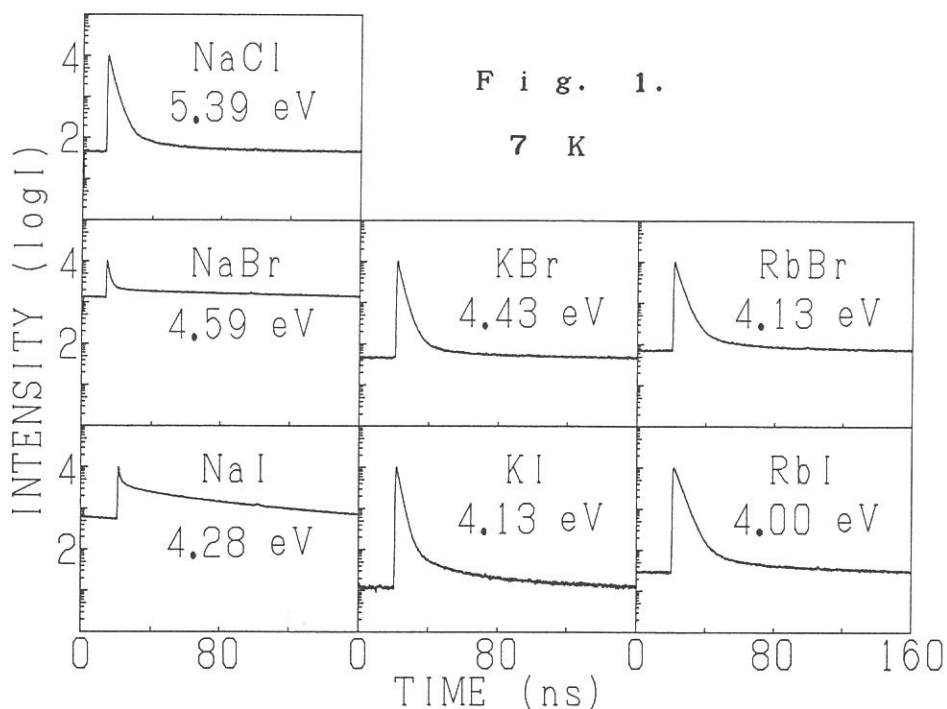 NaCl
5.39 eV
F i g. 1.
7 K
INTENSITY (logI)
4
2
NaBr
4.59 eV
KBr
4.43 eV
RbBr
4.13 eV
4
2
NaI
4.28 eV
KI
4.13 eV
RbI
4.00 eV
4
2
0 80 0 80 0 80 160
TIME (ns)